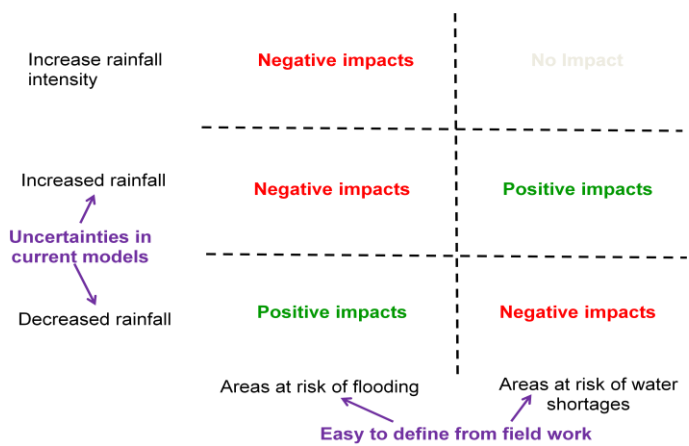 Increase rainfall
intensity
Negative impacts
No Impact
Increased rainfall
Negative impacts
Positive impacts
Uncertainties in
current models
Decreased rainfall
Positive impacts
Negative impacts
Areas at risk of flooding
Areas at risk of water
shortages
Easy to define from field work